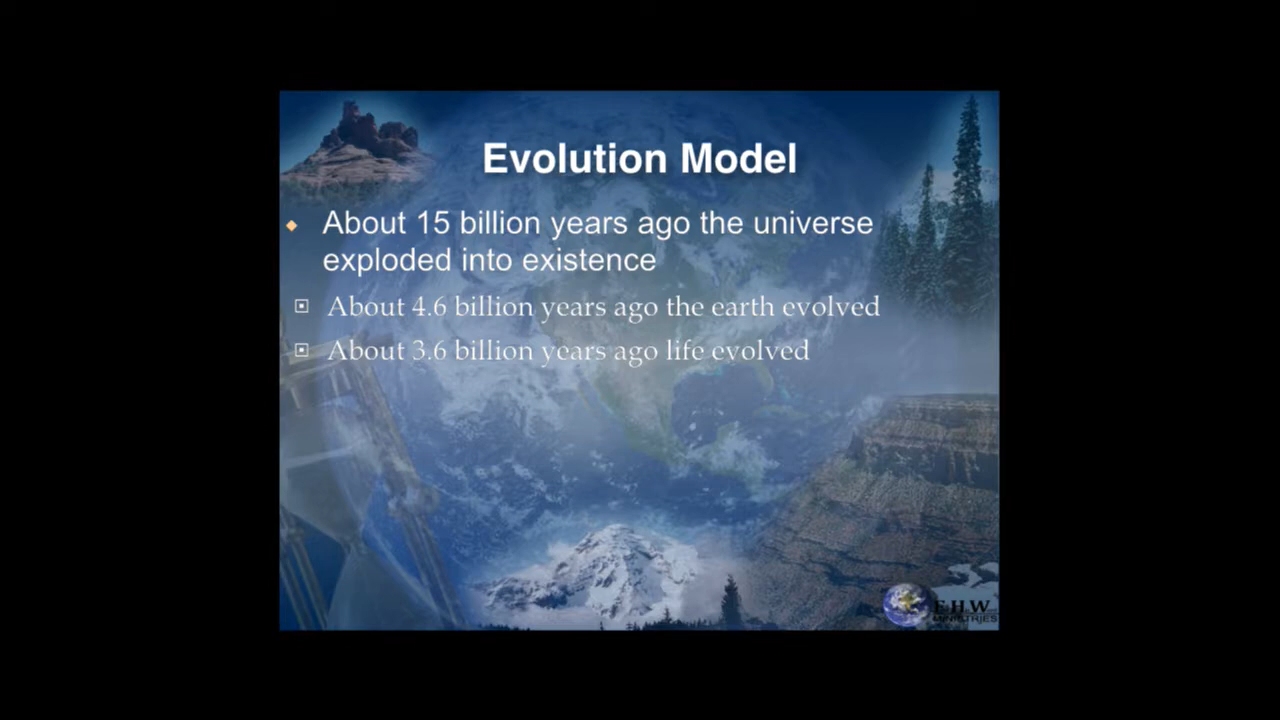 Evolution Model
About 15 billion years ago the universe
exploded into existence
About 4.6 billion years ago the earth evolved
About 3.6 billion years ago life evolved
E.H.W
MINISTRIES